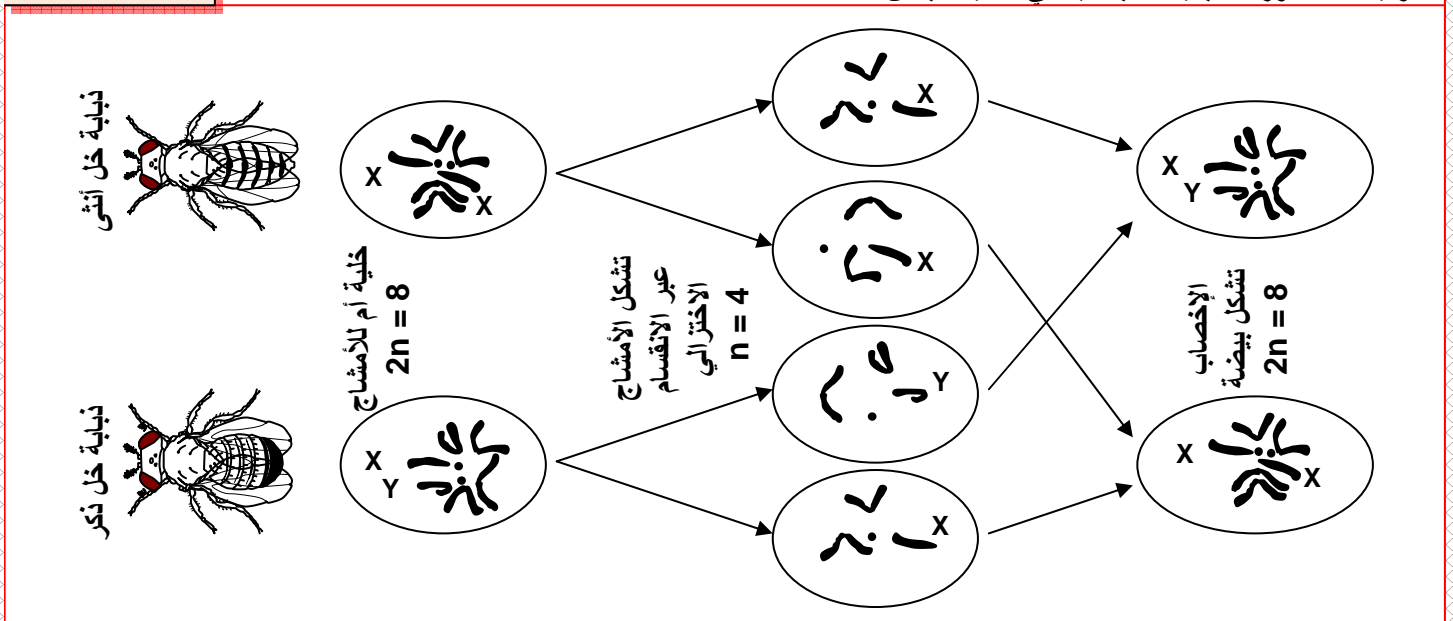 ذبابة خل أنثى
X
X
خلية أم للأمشاج
2n = 8
ذبابة خل ذكر
X
Y
تشكل الأمشاج
عبر الانقسام
الاختزالي
n = 4
X
X
Y
X
X
Y
الإخصاب
تشكل بيضة
2n = 8
X
X